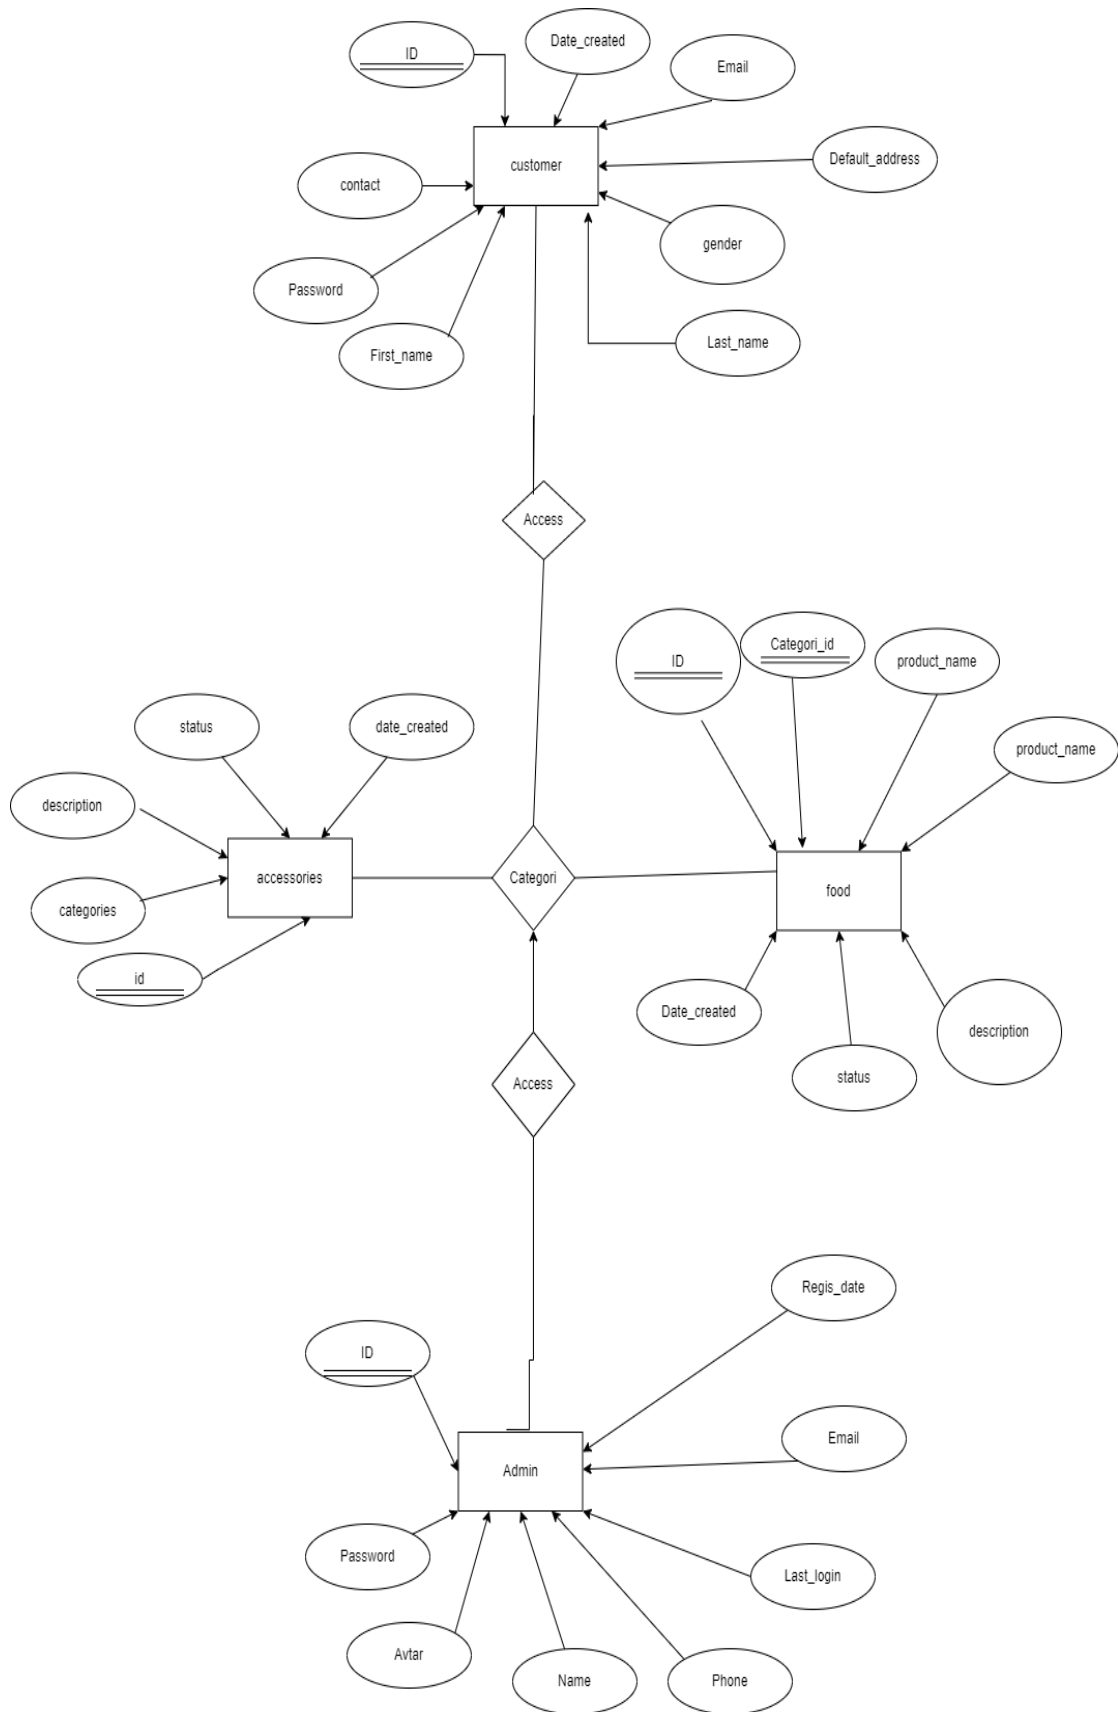 Date_created
ID
Email
Default_address
customer
contact
gender
Password
Last_name
First_name
Access
Categori_id
ID
product_name
status
date_created
product_name
description
accessories
Categori
food
categories
id
Date_created
description
status
Access
Regis_date
ID
Email
Admin
Password
Last_login
Avtar
Name
Phone